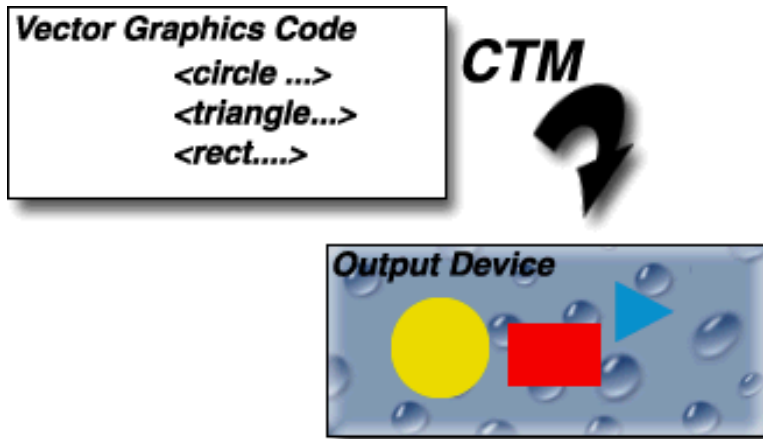 Vector Graphics Code
<circle ...>
<triangle...>
<rect....>
CTM
Output Device